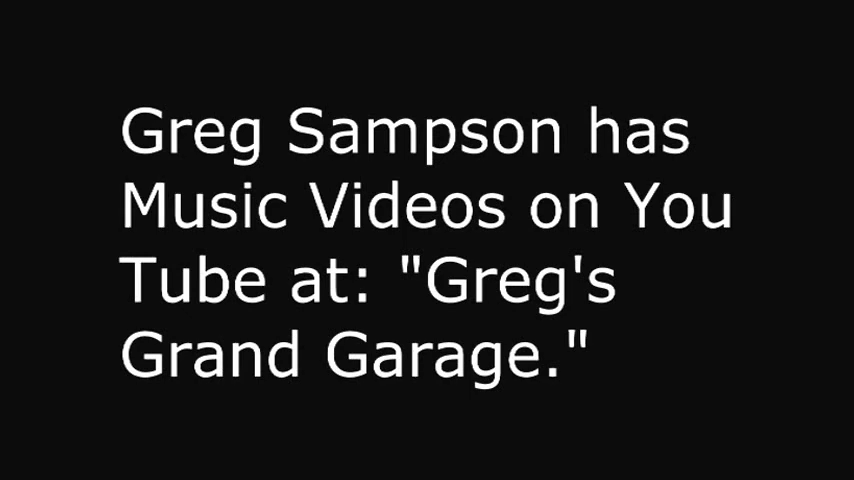 Greg Sampson has
Music Videos on You
Tube at: "Greg's
Grand Garage."